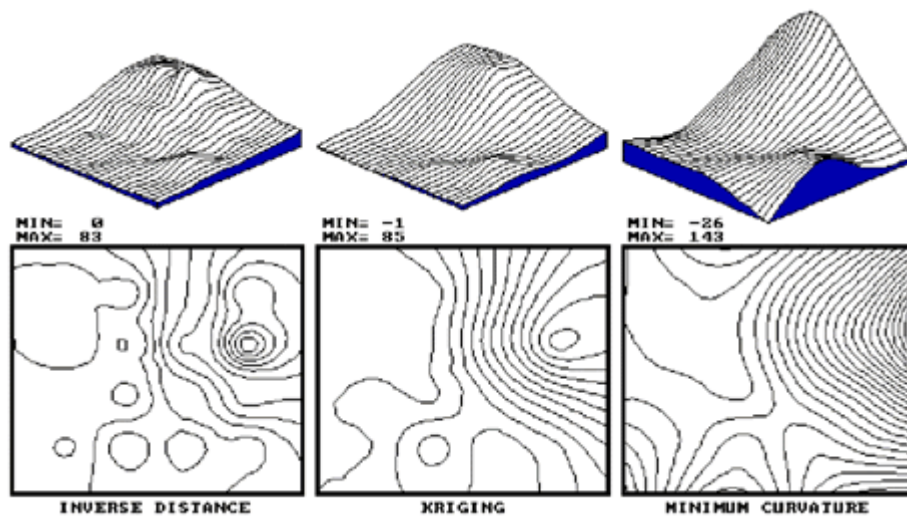 MIN= 0
MAX= 83
MIN= -1
MAX= 85
MIN= -26
MAX= 143
INVERSE DISTANCE
KRIGING
MINIMUM CURVATURE